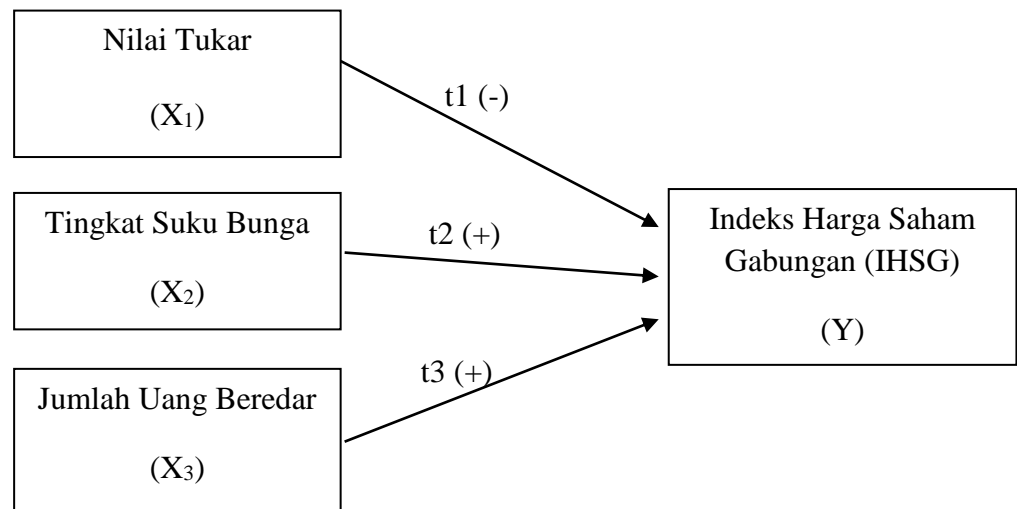 Nilai Tukar
(X₁)
t1 (-)
Tingkat Suku Bunga
(X₂)
t2 (+)
Indeks Harga Saham
Gabungan (IHSG)
(Y)
Jumlah Uang Beredar
(X₃)
t3 (+)